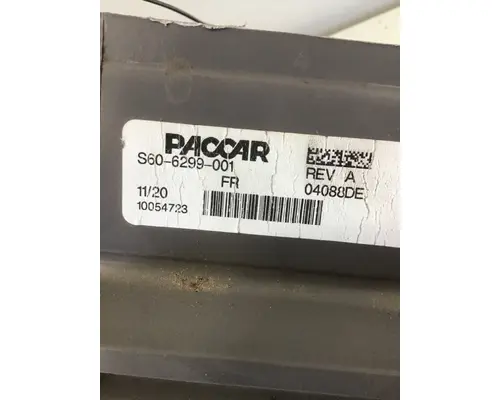 PACCAR
S60-6299-001
FR
REV A
11/20
04088DE
10054723